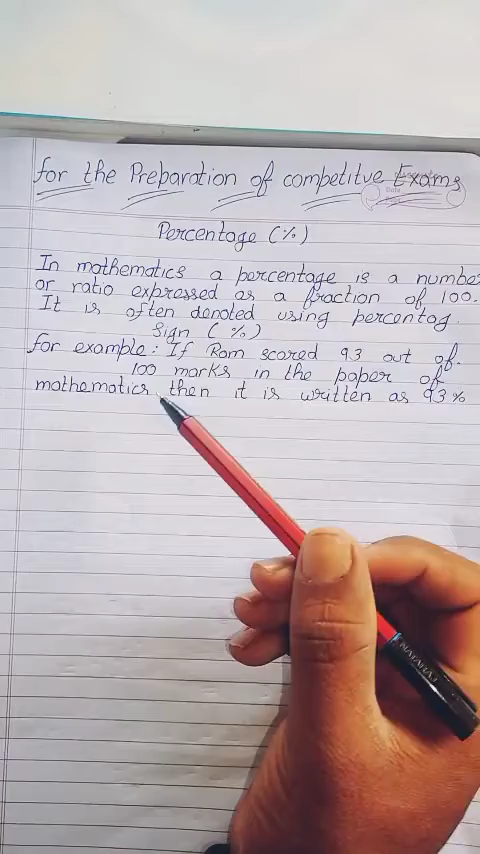 for the Preparation of competitve Exams
Percentage (%)
In mathematics a percentage is a number
or ratio expressed as a fraction of 100.
It is often denoted using percentag
Sign (%)
for example: If Ram scored 93 out of
100 marks in the paper of
mathematics then it is written as 93%
NATARAJ